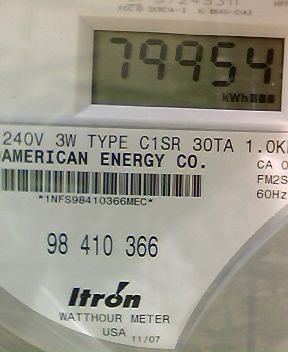 79954
kWh
240V 3W TYPE C1SR 30TA 1.0K
AMERICAN ENERGY CO.
CA 0
*1NFS98410366MEC*
FM2S
60Hz
98 410 366
Itron
WATTHOUR METER
USA 11/07